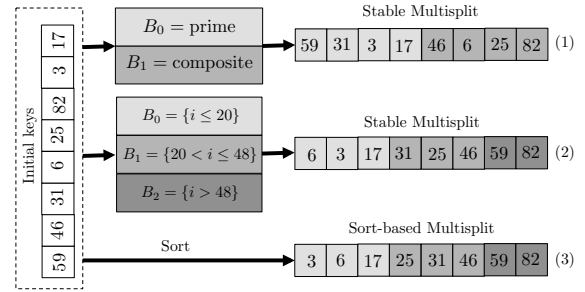 Initial keys
59 46 31 6 25 82 3 17
B0 = prime
B1 = composite
Stable Multisplit
59 31 3 17 46 6 25 82 (1)
B0 = {i ≤ 20}
B1 = {20 < i ≤ 48}
B2 = {i > 48}
Stable Multisplit
6 3 17 31 25 46 59 82 (2)
Sort
Sort-based Multisplit
3 6 17 25 31 46 59 82 (3)